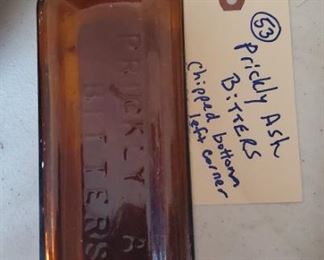 PRICKLY A
BITTERS
53
Prickly Ash
BiTTERS
Chipped bottom
left corner